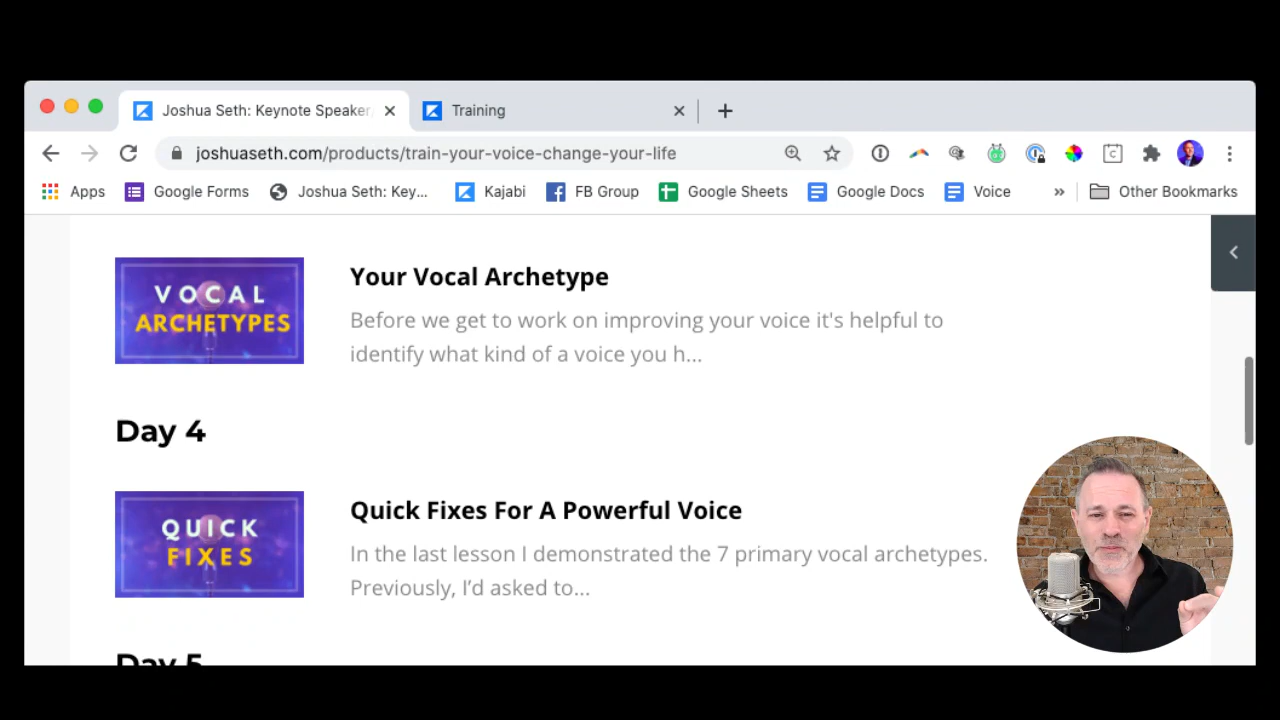 Joshua Seth: Keynote Speaker
Training
joshuaseth.com/products/train-your-voice-change-your-life
Apps
Google Forms
Joshua Seth: Key...
Kajabi
FB Group
Google Sheets
Google Docs
Voice
»
Other Bookmarks
VOCAL
ARCHETYPES
Your Vocal Archetype
Before we get to work on improving your voice it's helpful to
identify what kind of a voice you h...
Day 4
QUICK
FIXES
Quick Fixes For A Powerful Voice
In the last lesson I demonstrated the 7 primary vocal archetypes.
Previously, I’d asked to...
Day 5